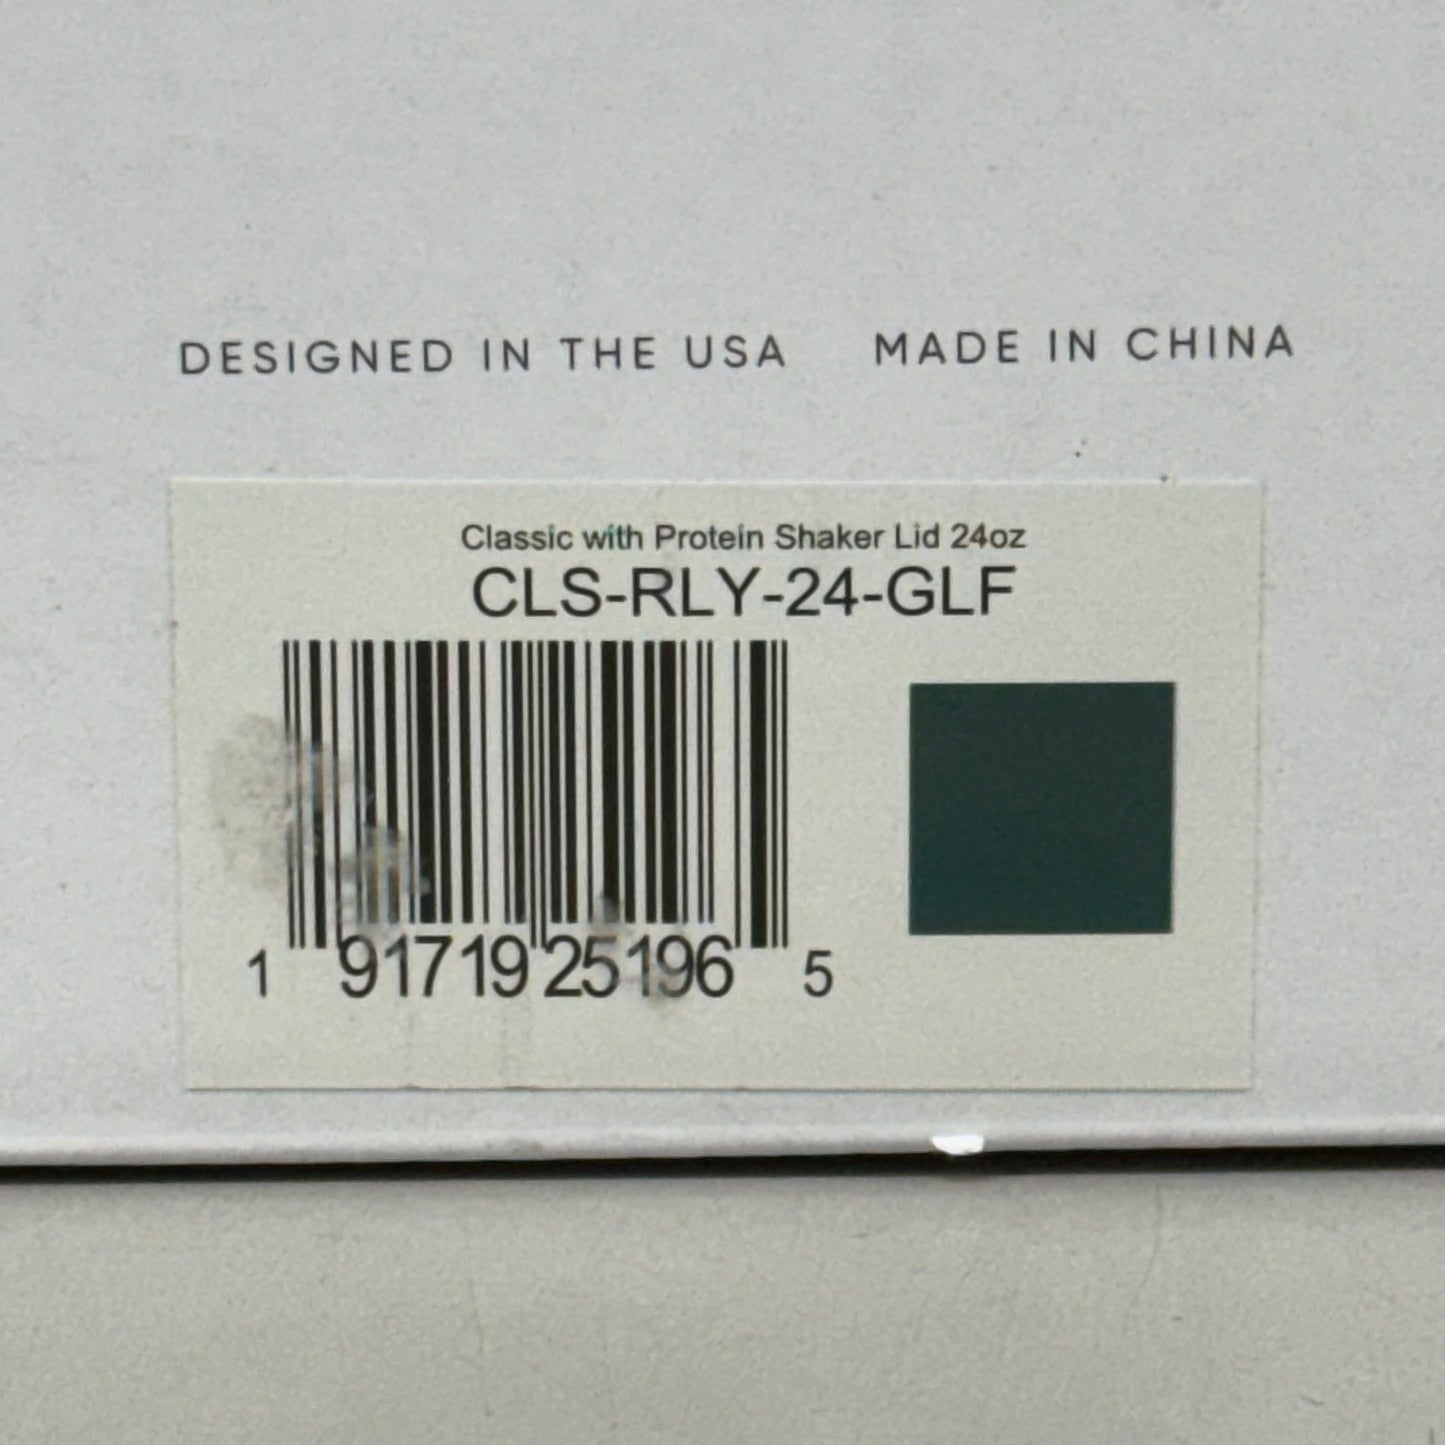 DESIGNED IN THE USA MADE IN CHINA
Classic with Protein Shaker Lid 24oz
CLS-RLY-24-GLF
1 91719 25196 5